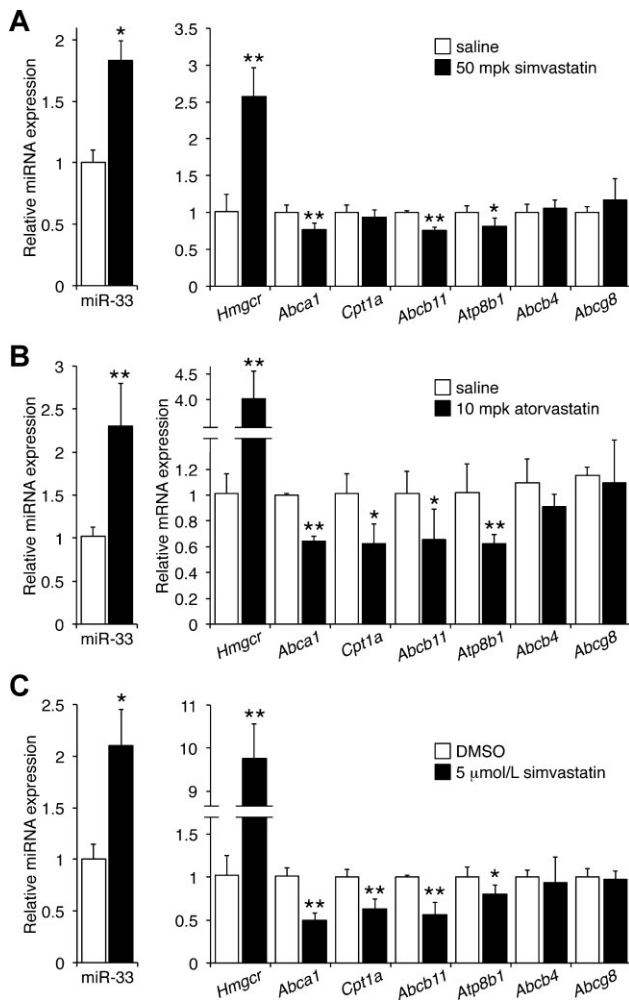 A
Relative miRNA expression
2
1.5
1
0.5
0
*
miR-33
3.5
3
2.5
2
1.5
1
0.5
0
**
**
**
*
saline
50 mpk simvastatin
Hmgcr
Abca1
Cpt1a
Abcb11
Atp8b1
Abcb4
Abcg8
B
Relative miRNA expression
3
2.5
2
1.5
1
0.5
0
**
miR-33
Relative mRNA expression
4.5
4.0
1.2
1
0.8
0.6
0.4
0.2
0
**
**
*
*
**
saline
10 mpk atorvastatin
Hmgcr
Abca1
Cpt1a
Abcb11
Atp8b1
Abcb4
Abcg8
C
Relative miRNA expression
2.5
2
1.5
1
0.5
0
*
miR-33
11
10
9
1.5
1
0.5
0
**
**
**
**
*
DMSO
5 μmol/L simvastatin
Hmgcr
Abca1
Cpt1a
Abcb11
Atp8b1
Abcb4
Abcg8